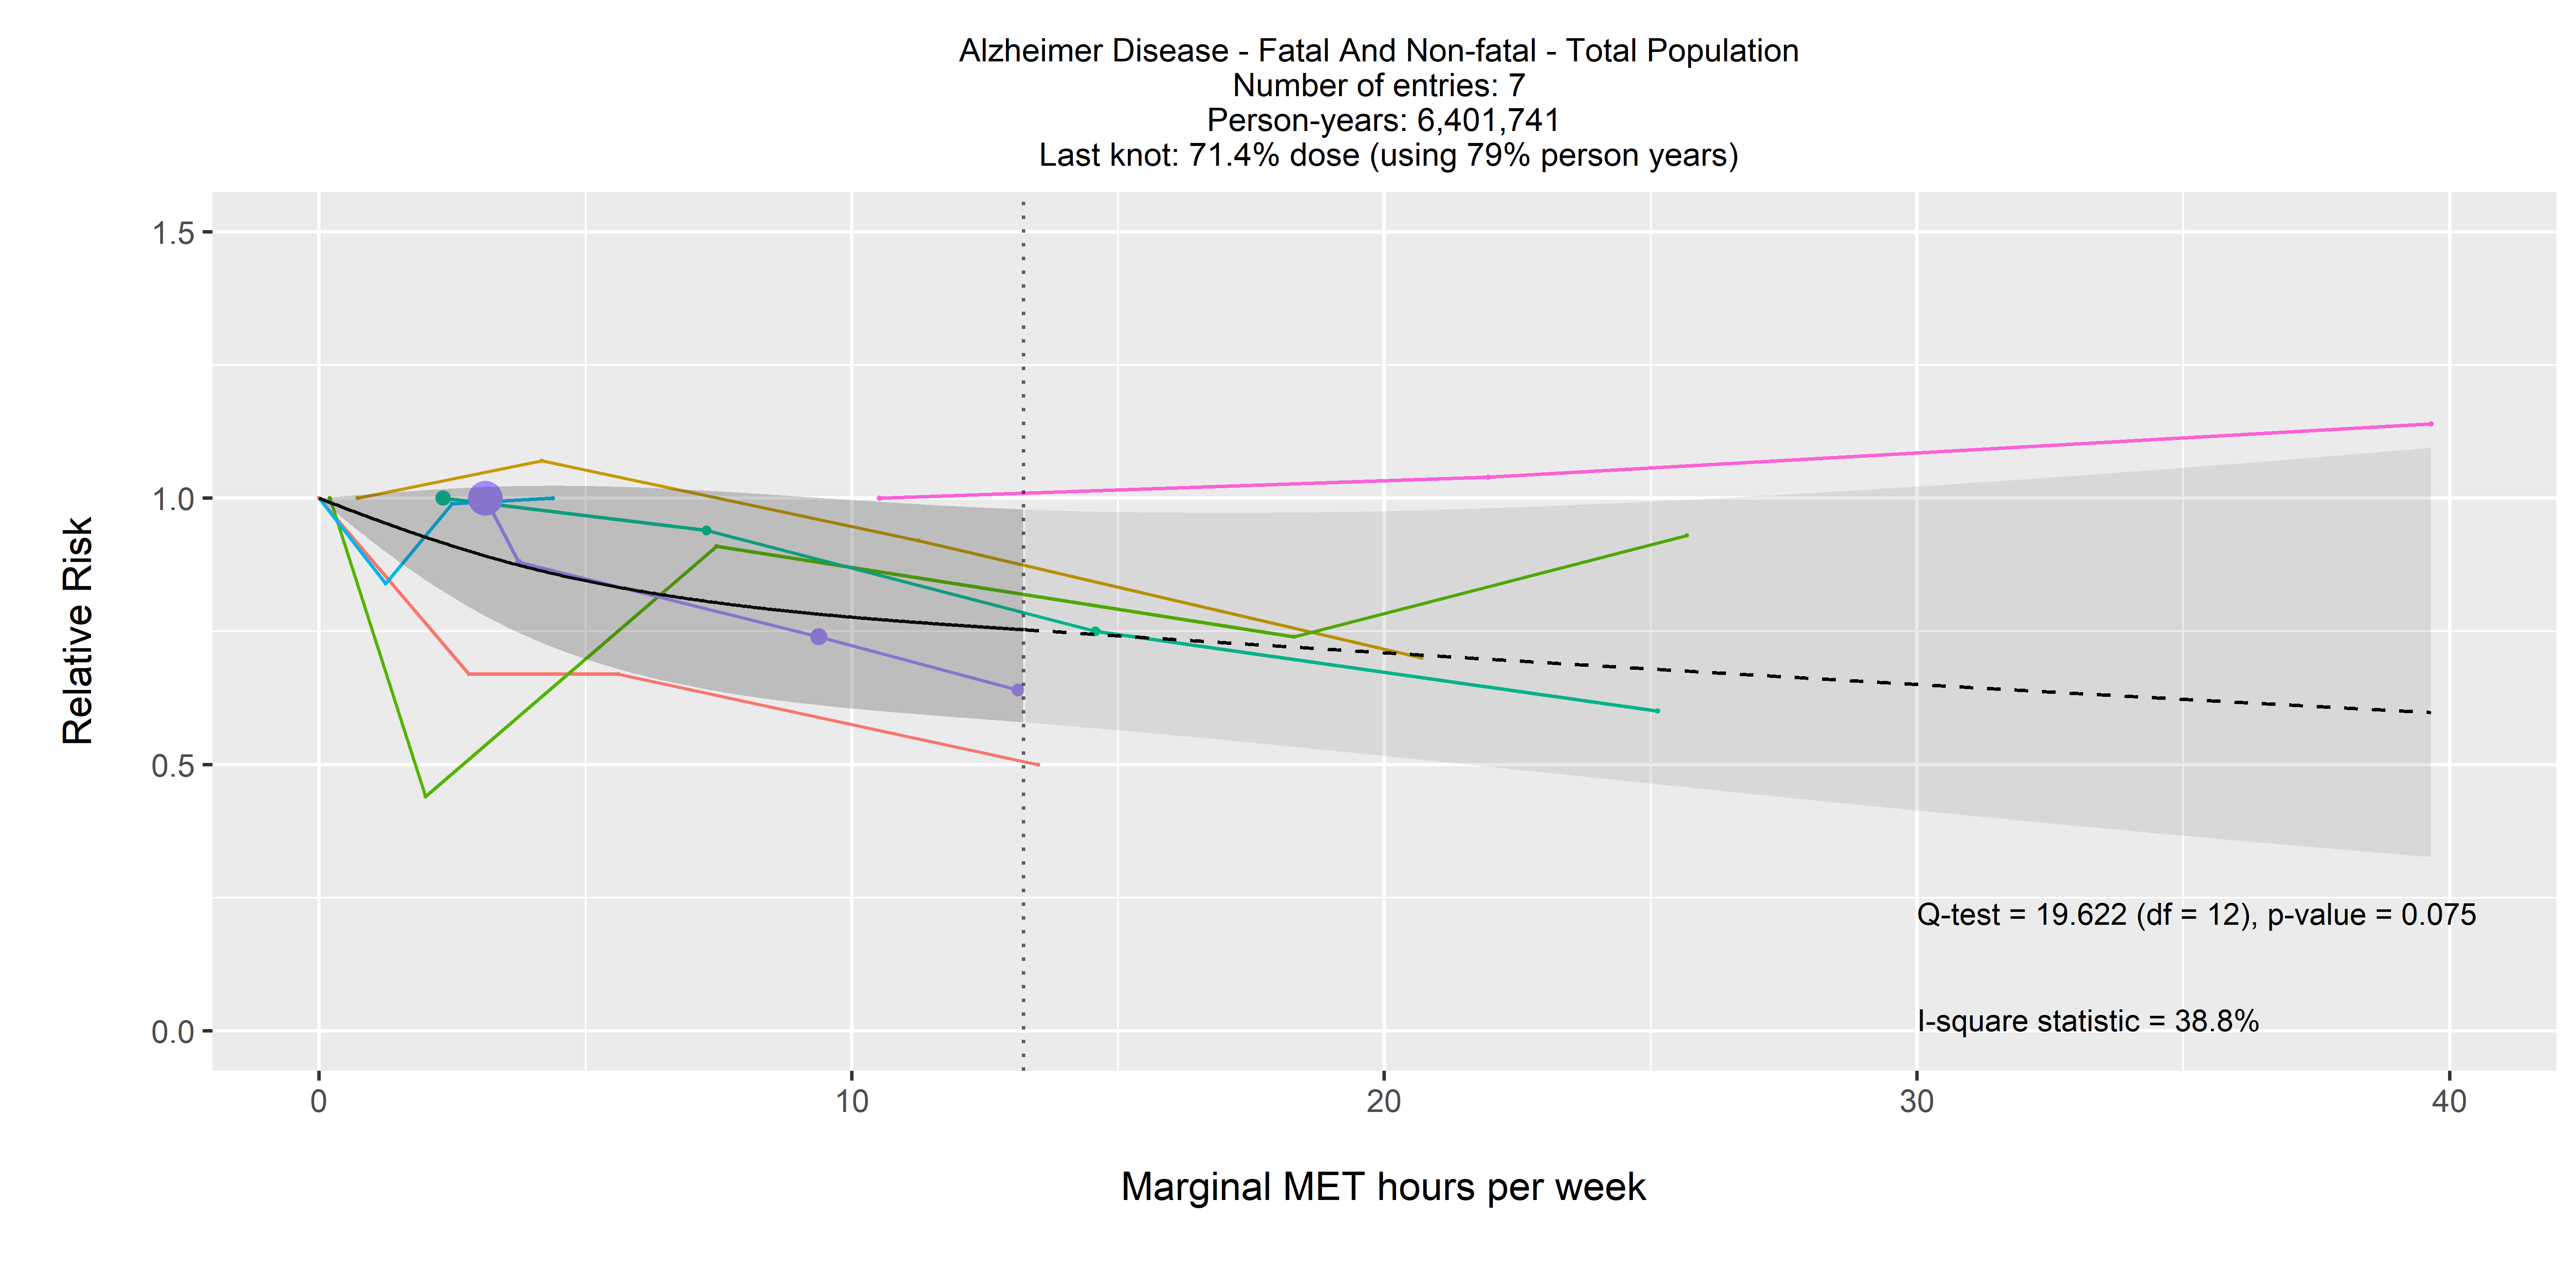 Alzheimer Disease - Fatal And Non-fatal - Total Population
Number of entries: 7
Person-years: 6,401,741
Last knot: 71.4% dose (using 79% person years)
1.5
1.0
0.5
0.0
Relative Risk
Q-test = 19.622 (df = 12), p-value = 0.075
I-square statistic = 38.8%
0 10 20 30 40
Marginal MET hours per week